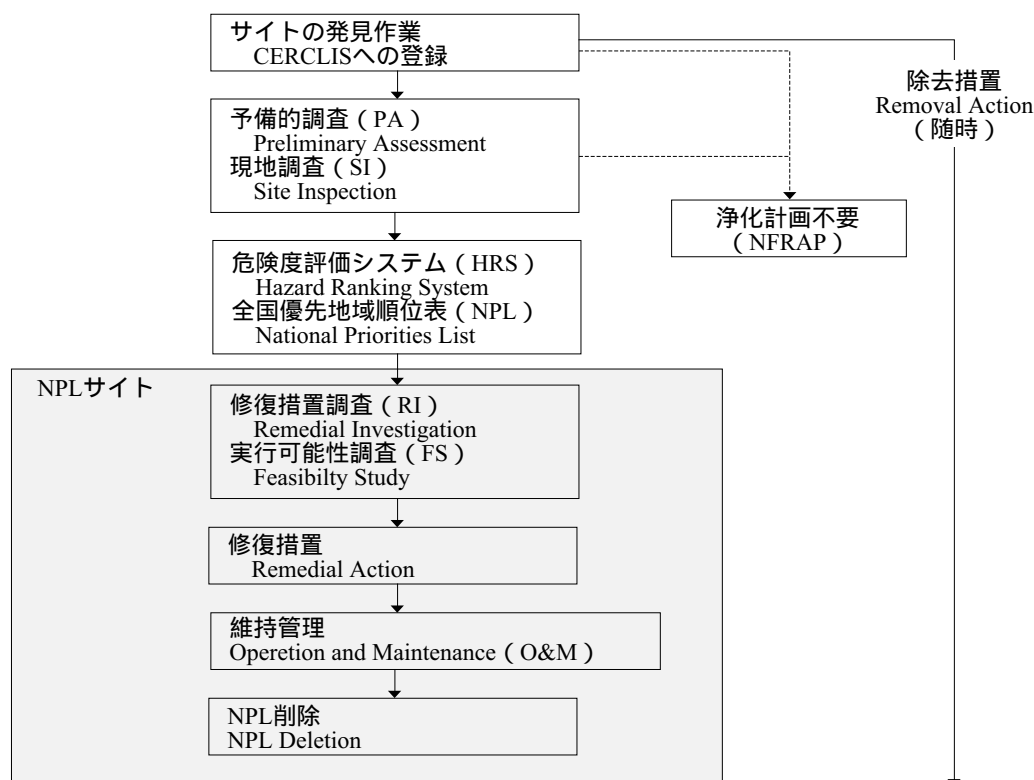 サイトの発見作業
CERCLISへの登録
除去措置
Removal Action
（随時）
予備的調査（PA）
Preliminary Assessment
現地調査（SI）
Site Inspection
浄化計画不要
（NFRAP）
危険度評価システム（HRS）
Hazard Ranking System
全国優先地域順位表（NPL）
National Priorities List
NPLサイト
修復措置調査（RI）
Remedial Investigation
実行可能性調査（FS）
Feasibilty Study
修復措置
Remedial Action
維持管理
Operetion and Maintenance（O&M）
NPL削除
NPL Deletion